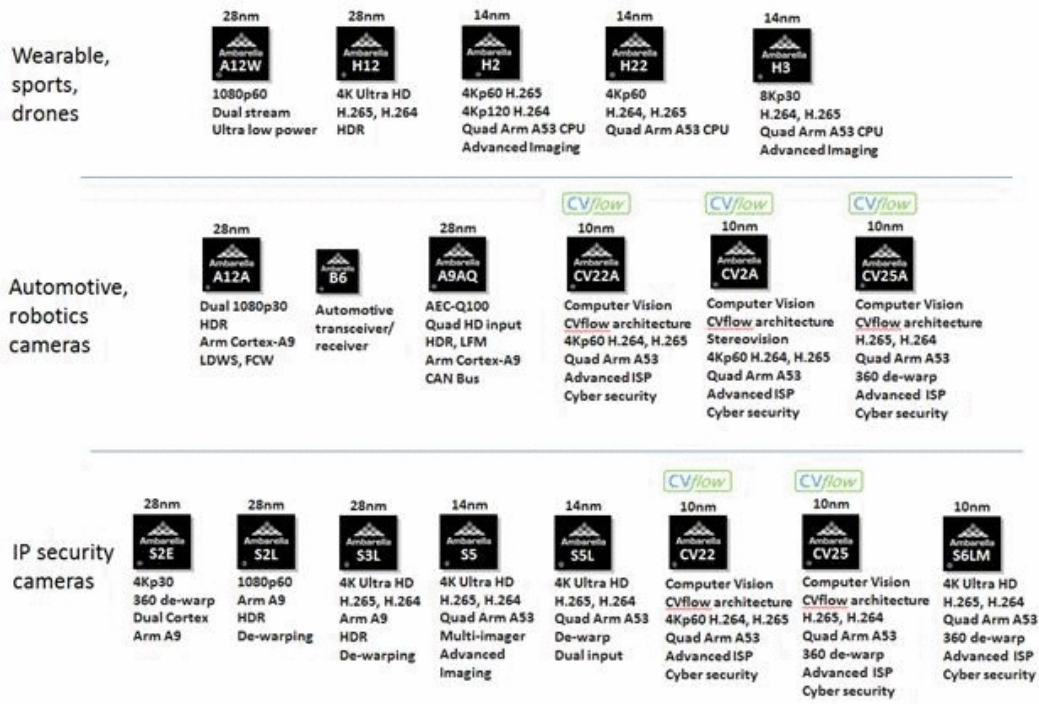 Wearable,
sports,
drones
28nm
Ambarella
A12W
1080p60
Dual stream
Ultra low power
28nm
Ambarella
H12
4K Ultra HD
H.265, H.264
HDR
14nm
Ambarella
H2
4Kp60 H.265
4Kp120 H.264
Quad Arm A53 CPU
Advanced Imaging
14nm
Ambarella
H22
4Kp60
H.264, H.265
Quad Arm A53 CPU
14nm
Ambarella
H3
8Kp30
H.264, H.265
Quad Arm A53 CPU
Advanced Imaging
Automotive,
robotics
cameras
28nm
Ambarella
A12A
Dual 1080p30
HDR
Arm Cortex-A9
LDWS, FCW
Ambarella
B6
Automotive
transceiver/
receiver
28nm
Ambarella
A9AQ
AEC-Q100
Quad HD input
HDR, LFM
Arm Cortex-A9
CAN Bus
CVflow
10nm
Ambarella
CV22A
Computer Vision
CVflow architecture
4Kp60 H.264, H.265
Quad Arm A53
Advanced ISP
Cyber security
CVflow
10nm
Ambarella
CV2A
Computer Vision
CVflow architecture
Stereovision
4Kp60 H.264, H.265
Quad Arm A53
Advanced ISP
Cyber security
CVflow
10nm
Ambarella
CV25A
Computer Vision
CVflow architecture
H.265, H.264
Quad Arm A53
360 de-warp
Advanced ISP
Cyber security
IP security
cameras
28nm
Ambarella
S2E
4Kp30
360 de-warp
Dual Cortex
Arm A9
28nm
Ambarella
S2L
1080p60
Arm A9
HDR
De-warping
28nm
Ambarella
S3L
4K Ultra HD
H.265, H.264
Arm A9
HDR
De-warping
14nm
Ambarella
S5
4K Ultra HD
H.265, H.264
Quad Arm A53
Multi-imager
Advanced
Imaging
14nm
Ambarella
S5L
4K Ultra HD
H.265, H.264
Quad Arm A53
De-warp
Dual input
CVflow
10nm
Ambarella
CV22
Computer Vision
CVflow architecture
4Kp60 H.264, H.265
Quad Arm A53
Advanced ISP
Cyber security
CVflow
10nm
Ambarella
CV25
Computer Vision
CVflow architecture
H.265, H.264
Quad Arm A53
360 de-warp
Advanced ISP
Cyber security
10nm
Ambarella
S6LM
4K Ultra HD
H.265, H.264
Quad Arm A53
360 de-warp
Advanced ISP
Cyber security